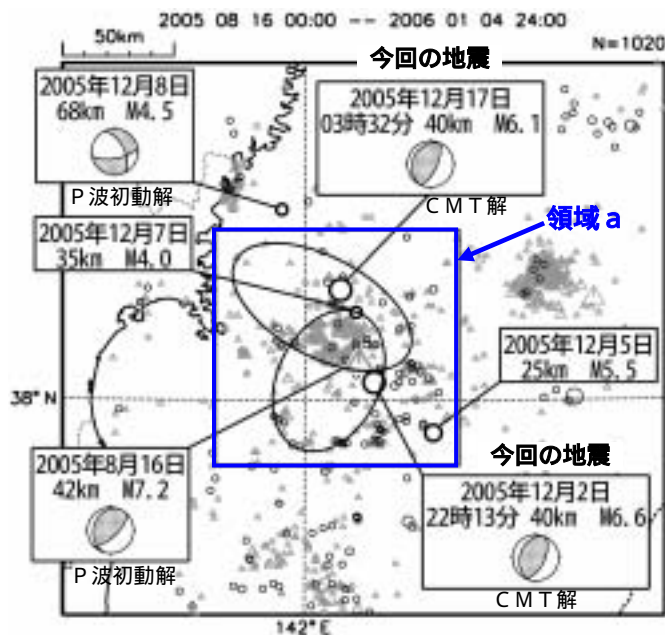 2005 08 16 00:00 -- 2006 01 04 24:00
50km
N=1020
今回の地震
2005年12月8日
68km M4.5
P波初動解
2005年12月17日
03時32分 40km M6.1
CMT解
領域a
2005年12月7日
35km M4.0
2005年12月5日
25km M5.5
38°N
2005年8月16日
42km M7.2
P波初動解
今回の地震
2005年12月2日
22時13分 40km M6.6
CMT解
142°E